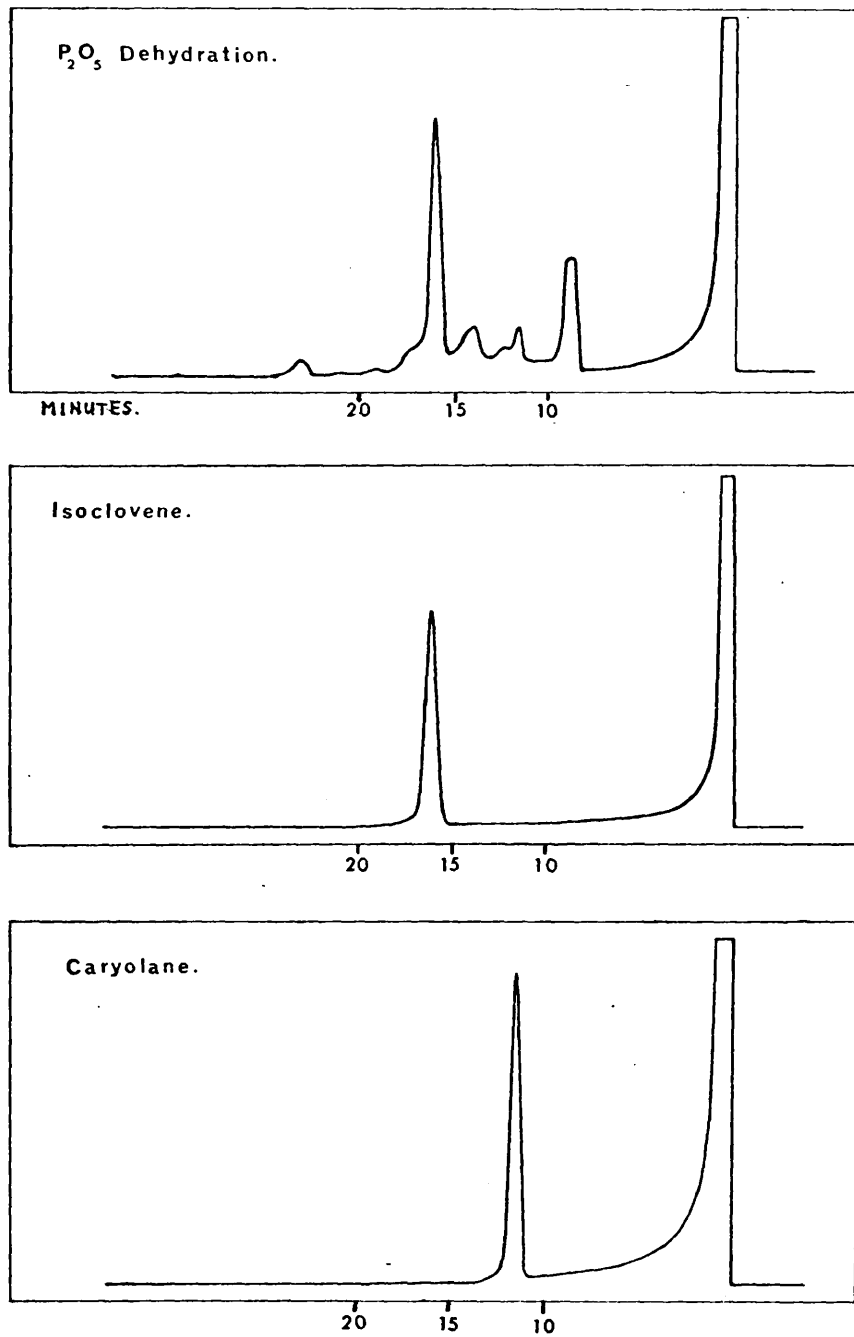 P₂O₅ Dehydration.
MINUTES. 20 15 10
Isoclovene.
20 15 10
Caryolane.
20 15 10